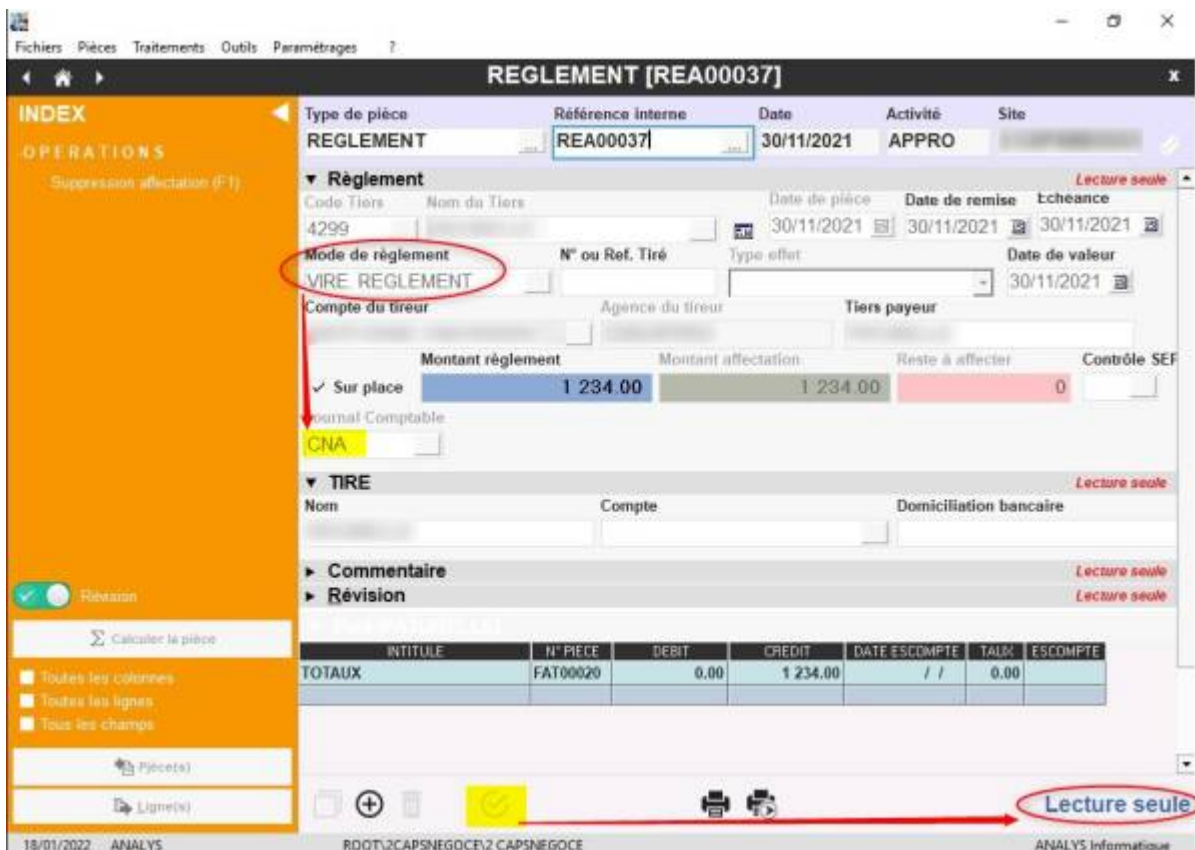 Fichiers Pièces Traitements Outils Paramétrages ?
REGLEMENT [REA00037] x
INDEX
OPERATIONS
Suppression affectation (F1)
Type de pièce Référence interne Date Activité Site
REGLEMENT ... REA00037 ... 30/11/2021 APPRO
▼ Règlement Lecture seule
Code Tiers Nom du Tiers Date de pièce Date de remise Echéance
4299 30/11/2021 30/11/2021 30/11/2021
Mode de règlement N° ou Ref. Tiré Type effet Date de valeur
VIRE REGLEMENT 30/11/2021
Compte du tireur Agence du tireur Tiers payeur
Montant règlement Montant affectation Reste à affecter Contrôle SEF
✓ Sur place 1 234.00 1 234.00 0
Journal Comptable
CNA
▼ TIRE Lecture seule
Nom Compte Domiciliation bancaire
► Commentaire Lecture seule
► Révision Lecture seule
Révision
Σ Calculer la pièce
Toutes les colonnes
Toutes les lignes
Tous les champs
Pièce(s)
Ligne(s)
INTITULE N° PIECE DEBIT CREDIT DATE ESCOMPTE TAUX ESCOMPTE
TOTAUX FAT00020 0.00 1 234.00 / / 0.00
Lecture seule
18/01/2022 ANALYS ROOT\2CAPSNEGOCE\2 CAPSNEGOCE ANALYS Informatique